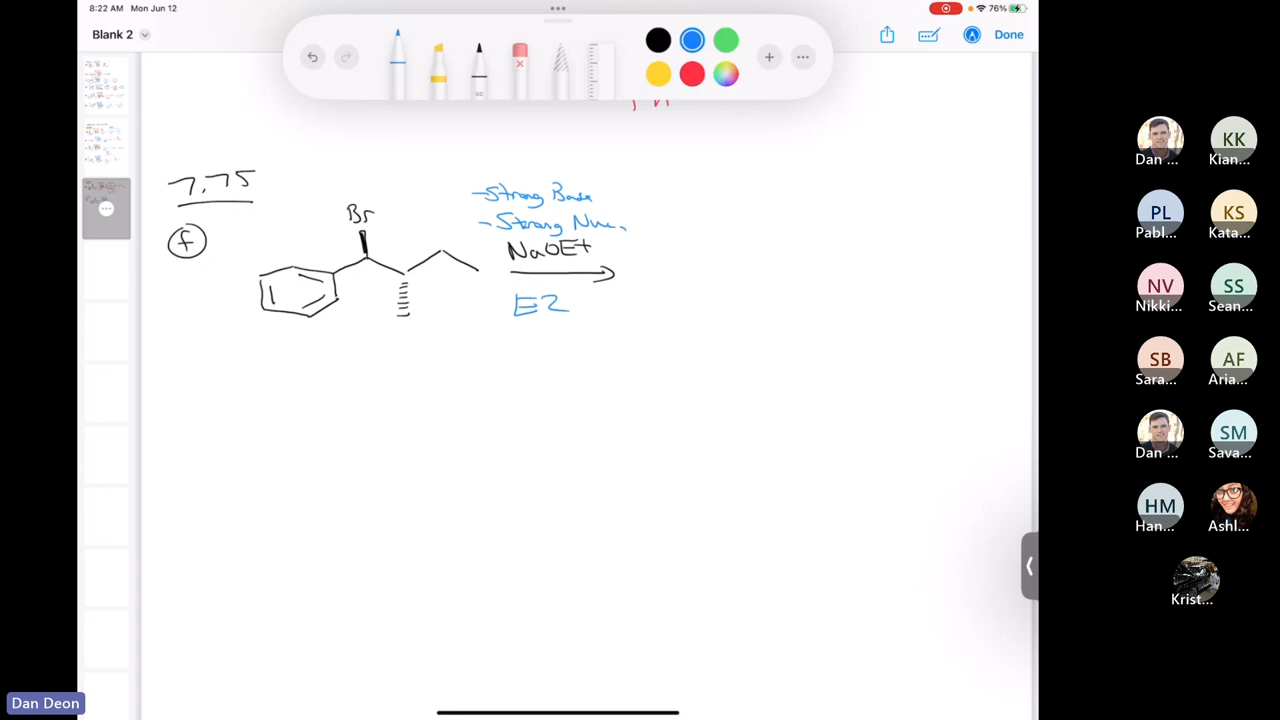 8:22 AM Mon Jun 12
76%
Blank 2
Done
50
7.75
f
Br
-Strong Base
-Strong Nuc.
NaOEt
E2
Dan ...
KK
Kian...
PL
Pabl...
KS
Kata...
NV
Nikki...
SS
Sean...
SB
Sara...
AF
Aria...
Dan ...
SM
Sava...
HM
Han...
Ashl...
Krist...
Dan Deon